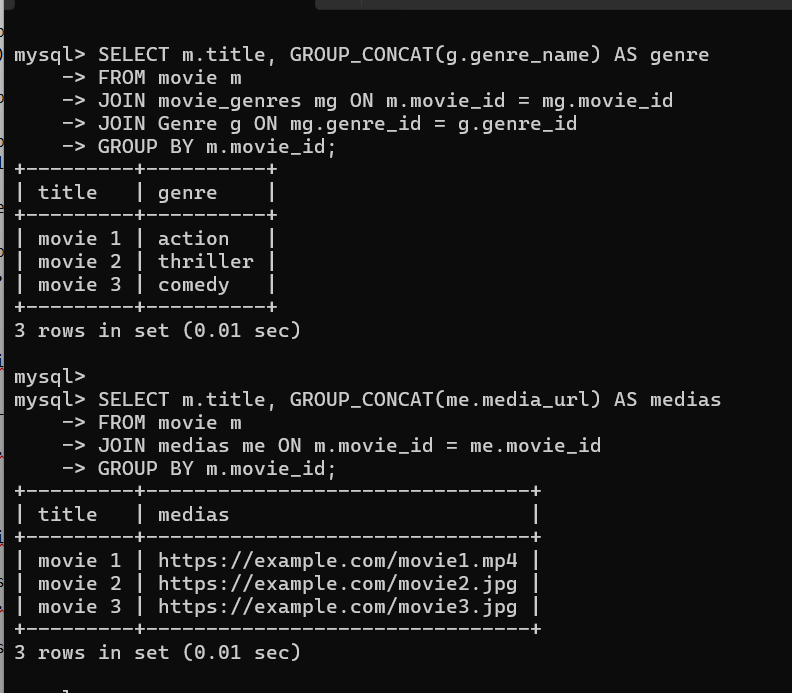 mysql> SELECT m.title, GROUP_CONCAT(g.genre_name) AS genre
    -> FROM movie m
    -> JOIN movie_genres mg ON m.movie_id = mg.movie_id
    -> JOIN Genre g ON mg.genre_id = g.genre_id
    -> GROUP BY m.movie_id;
+---------+----------+
| title   | genre    |
+---------+----------+
| movie 1 | action   |
| movie 2 | thriller |
| movie 3 | comedy   |
+---------+----------+
3 rows in set (0.01 sec)

mysql>
mysql> SELECT m.title, GROUP_CONCAT(me.media_url) AS medias
    -> FROM movie m
    -> JOIN medias me ON m.movie_id = me.movie_id
    -> GROUP BY m.movie_id;
+---------+--------------------------------+
| title   | medias                         |
+---------+--------------------------------+
| movie 1 | https://example.com/movie1.mp4 |
| movie 2 | https://example.com/movie2.jpg |
| movie 3 | https://example.com/movie3.jpg |
+---------+--------------------------------+
3 rows in set (0.01 sec)